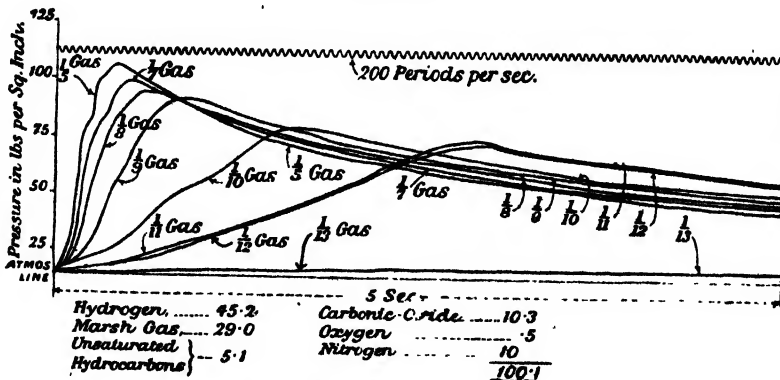 125
Pressure in lbs per Sq. Inch.
100
75
50
25
ATMOS
LINE
200 Periods per sec.
1/5 Gas
1/7 Gas
1/8 Gas
1/9 Gas
1/10 Gas
1/5 Gas
1/7 Gas
1/11 Gas
1/12 Gas
1/13 Gas
1/8
1/9
1/10
1/11
1/12
1/13
5 Sec
Hydrogen, ...... 45.2
Marsh Gas, ..... 29.0
Unsaturated
Hydrocarbons } -- 5.1
Carbonic Oxide ..... 10.3
Oxygen ..... .5
Nitrogen ..... 10
100.1